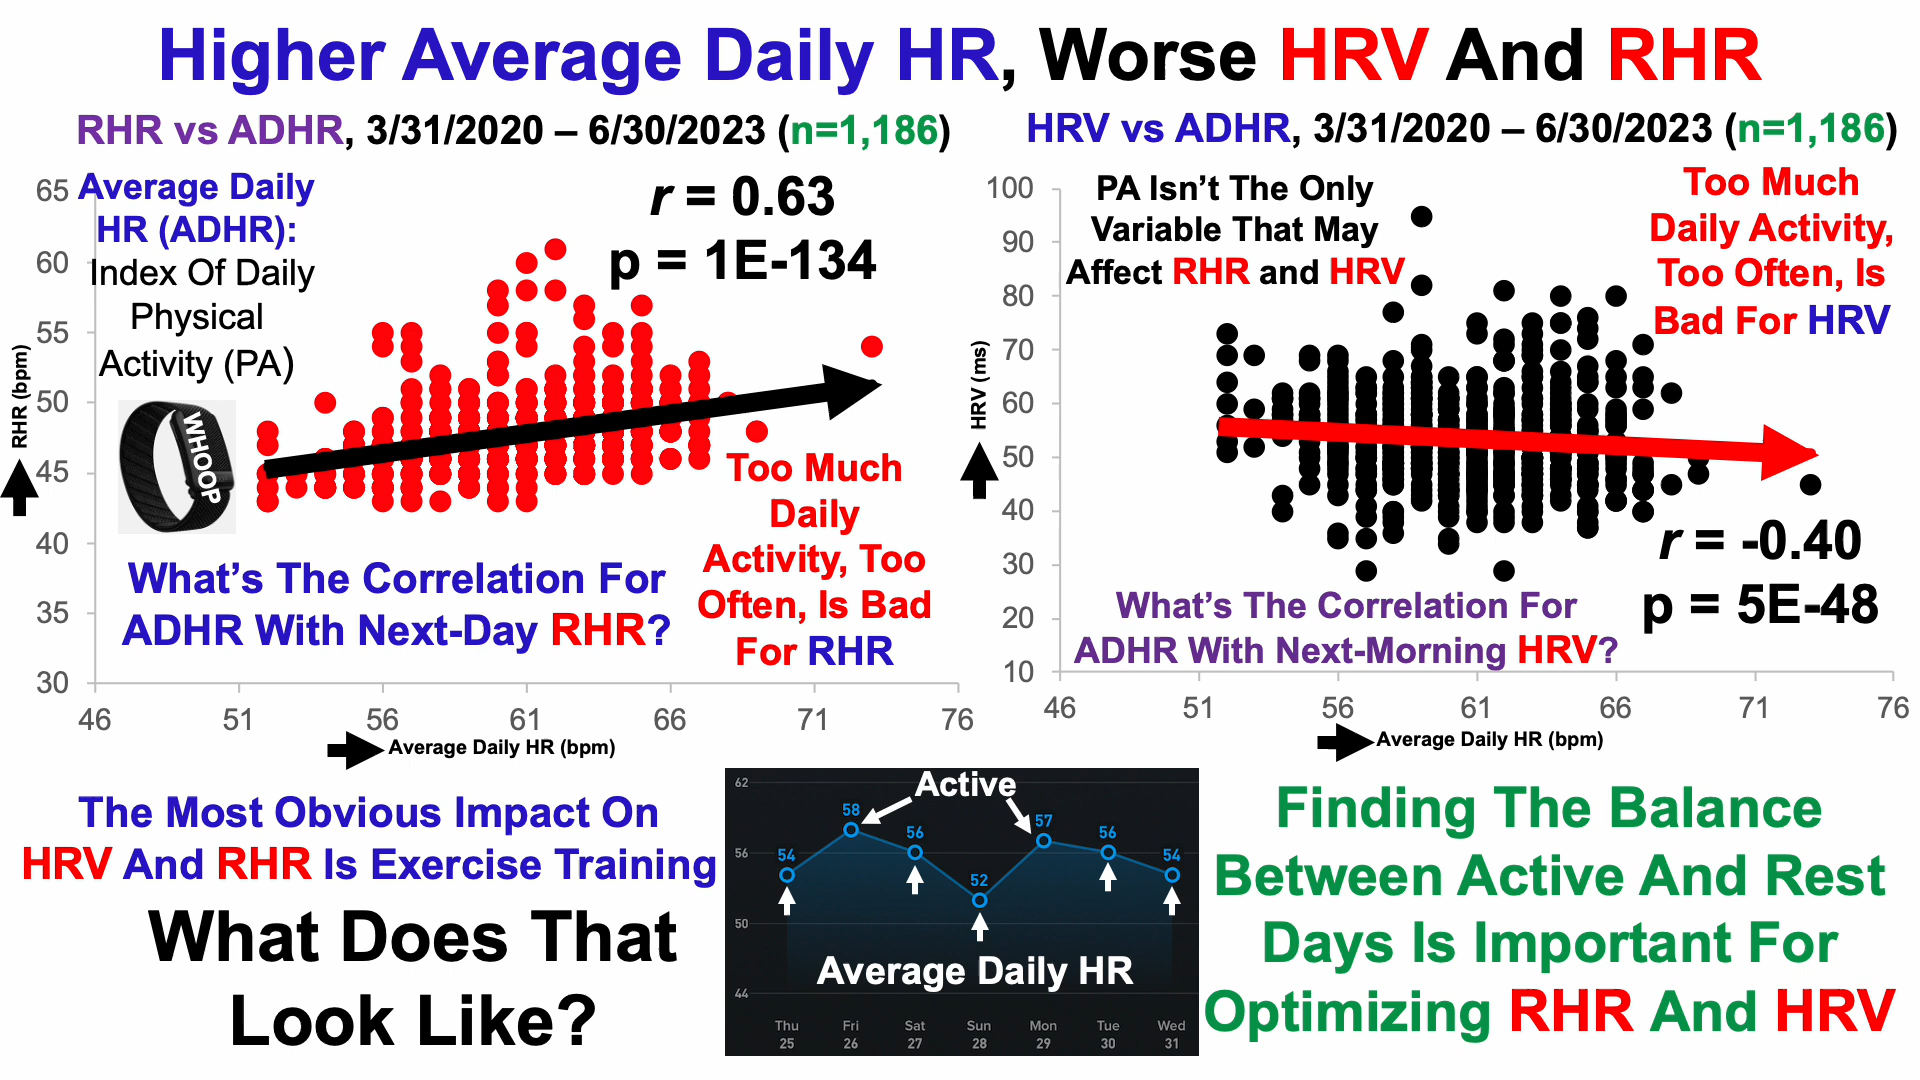 Higher Average Daily HR, Worse HRV And RHR
RHR vs ADHR, 3/31/2020 – 6/30/2023 (n=1,186)
Average Daily
HR (ADHR):
Index Of Daily
Physical
Activity (PA)
r = 0.63
p = 1E-134
WHOOP
65
60
55
50
45
40
35
30
RHR (bpm)
What's The Correlation For
ADHR With Next-Day RHR?
Too Much
Daily
Activity, Too
Often, Is Bad
For RHR
46 51 56 61 66 71 76
Average Daily HR (bpm)
HRV vs ADHR, 3/31/2020 – 6/30/2023 (n=1,186)
PA Isn't The Only
Variable That May
Affect RHR and HRV
Too Much
Daily Activity,
Too Often, Is
Bad For HRV
100
90
80
70
60
50
40
30
20
10
HRV (ms)
r = -0.40
p = 5E-48
What's The Correlation For
ADHR With Next-Morning HRV?
46 51 56 61 66 71 76
Average Daily HR (bpm)
The Most Obvious Impact On
HRV And RHR Is Exercise Training
What Does That
Look Like?
Active
62
56
50
44
54 58 56 52 57 56 54
Average Daily HR
Thu Fri Sat Sun Mon Tue Wed
25 26 27 28 29 30 31
Finding The Balance
Between Active And Rest
Days Is Important For
Optimizing RHR And HRV